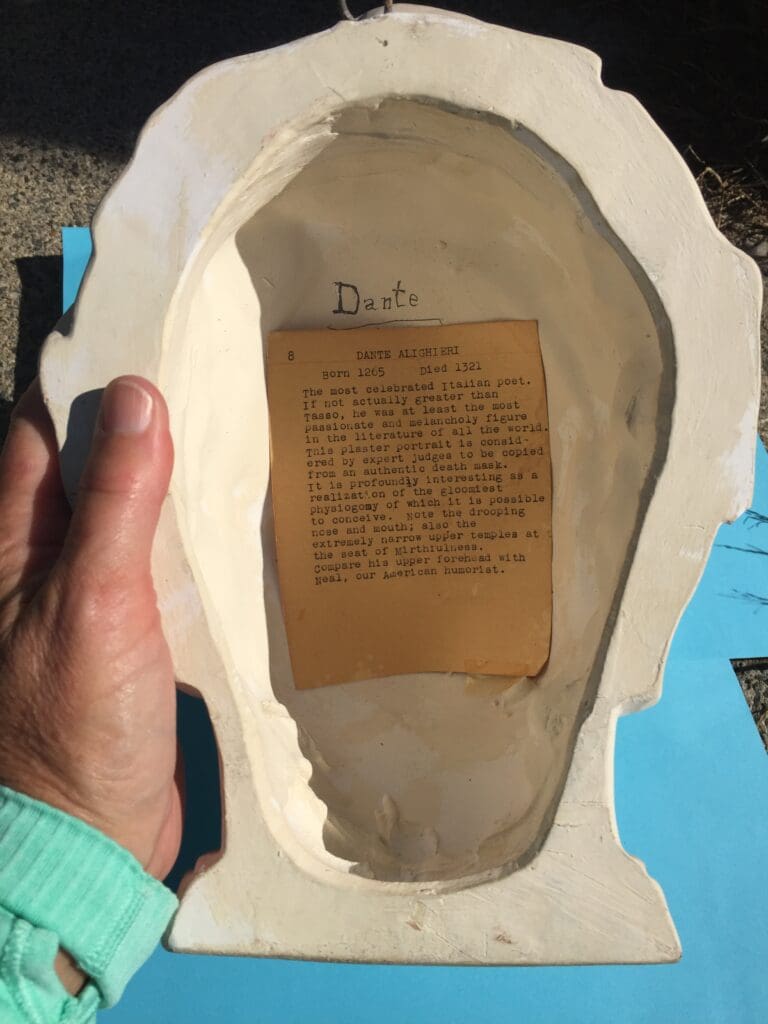 Dante
8 DANTE ALIGHIERI
Born 1265 Died 1321
The most celebrated Italian poet.
If not actually greater than
Tasso, he was at least the most
passionate and melancholy figure
in the literature of all the world.
This plaster portrait is consid-
ered by expert judges to be copied
from an authentic death mask.
It is profoundly interesting as a
realization of the gloomiest
physiogomy of which it is possible
to conceive. Note the drooping
nose and mouth; also the
extremely narrow upper temples at
the seat of Mirthfulness.
Compare his upper forehead with
Neal, our American humorist.